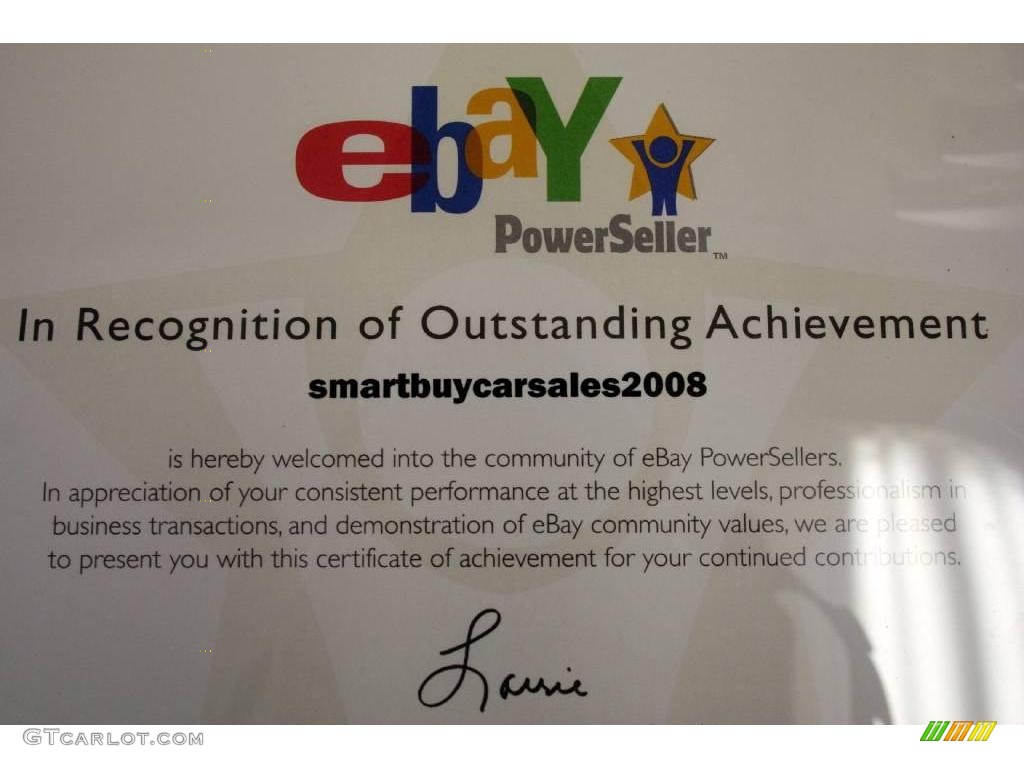 ebaY
PowerSeller™
In Recognition of Outstanding Achievement
smartbuycarsales2008
is hereby welcomed into the community of eBay PowerSellers.
In appreciation of your consistent performance at the highest levels, professionalism in
business transactions, and demonstration of eBay community values, we are pleased
to present you with this certificate of achievement for your continued contributions.
Laurie
GTcarlot.com